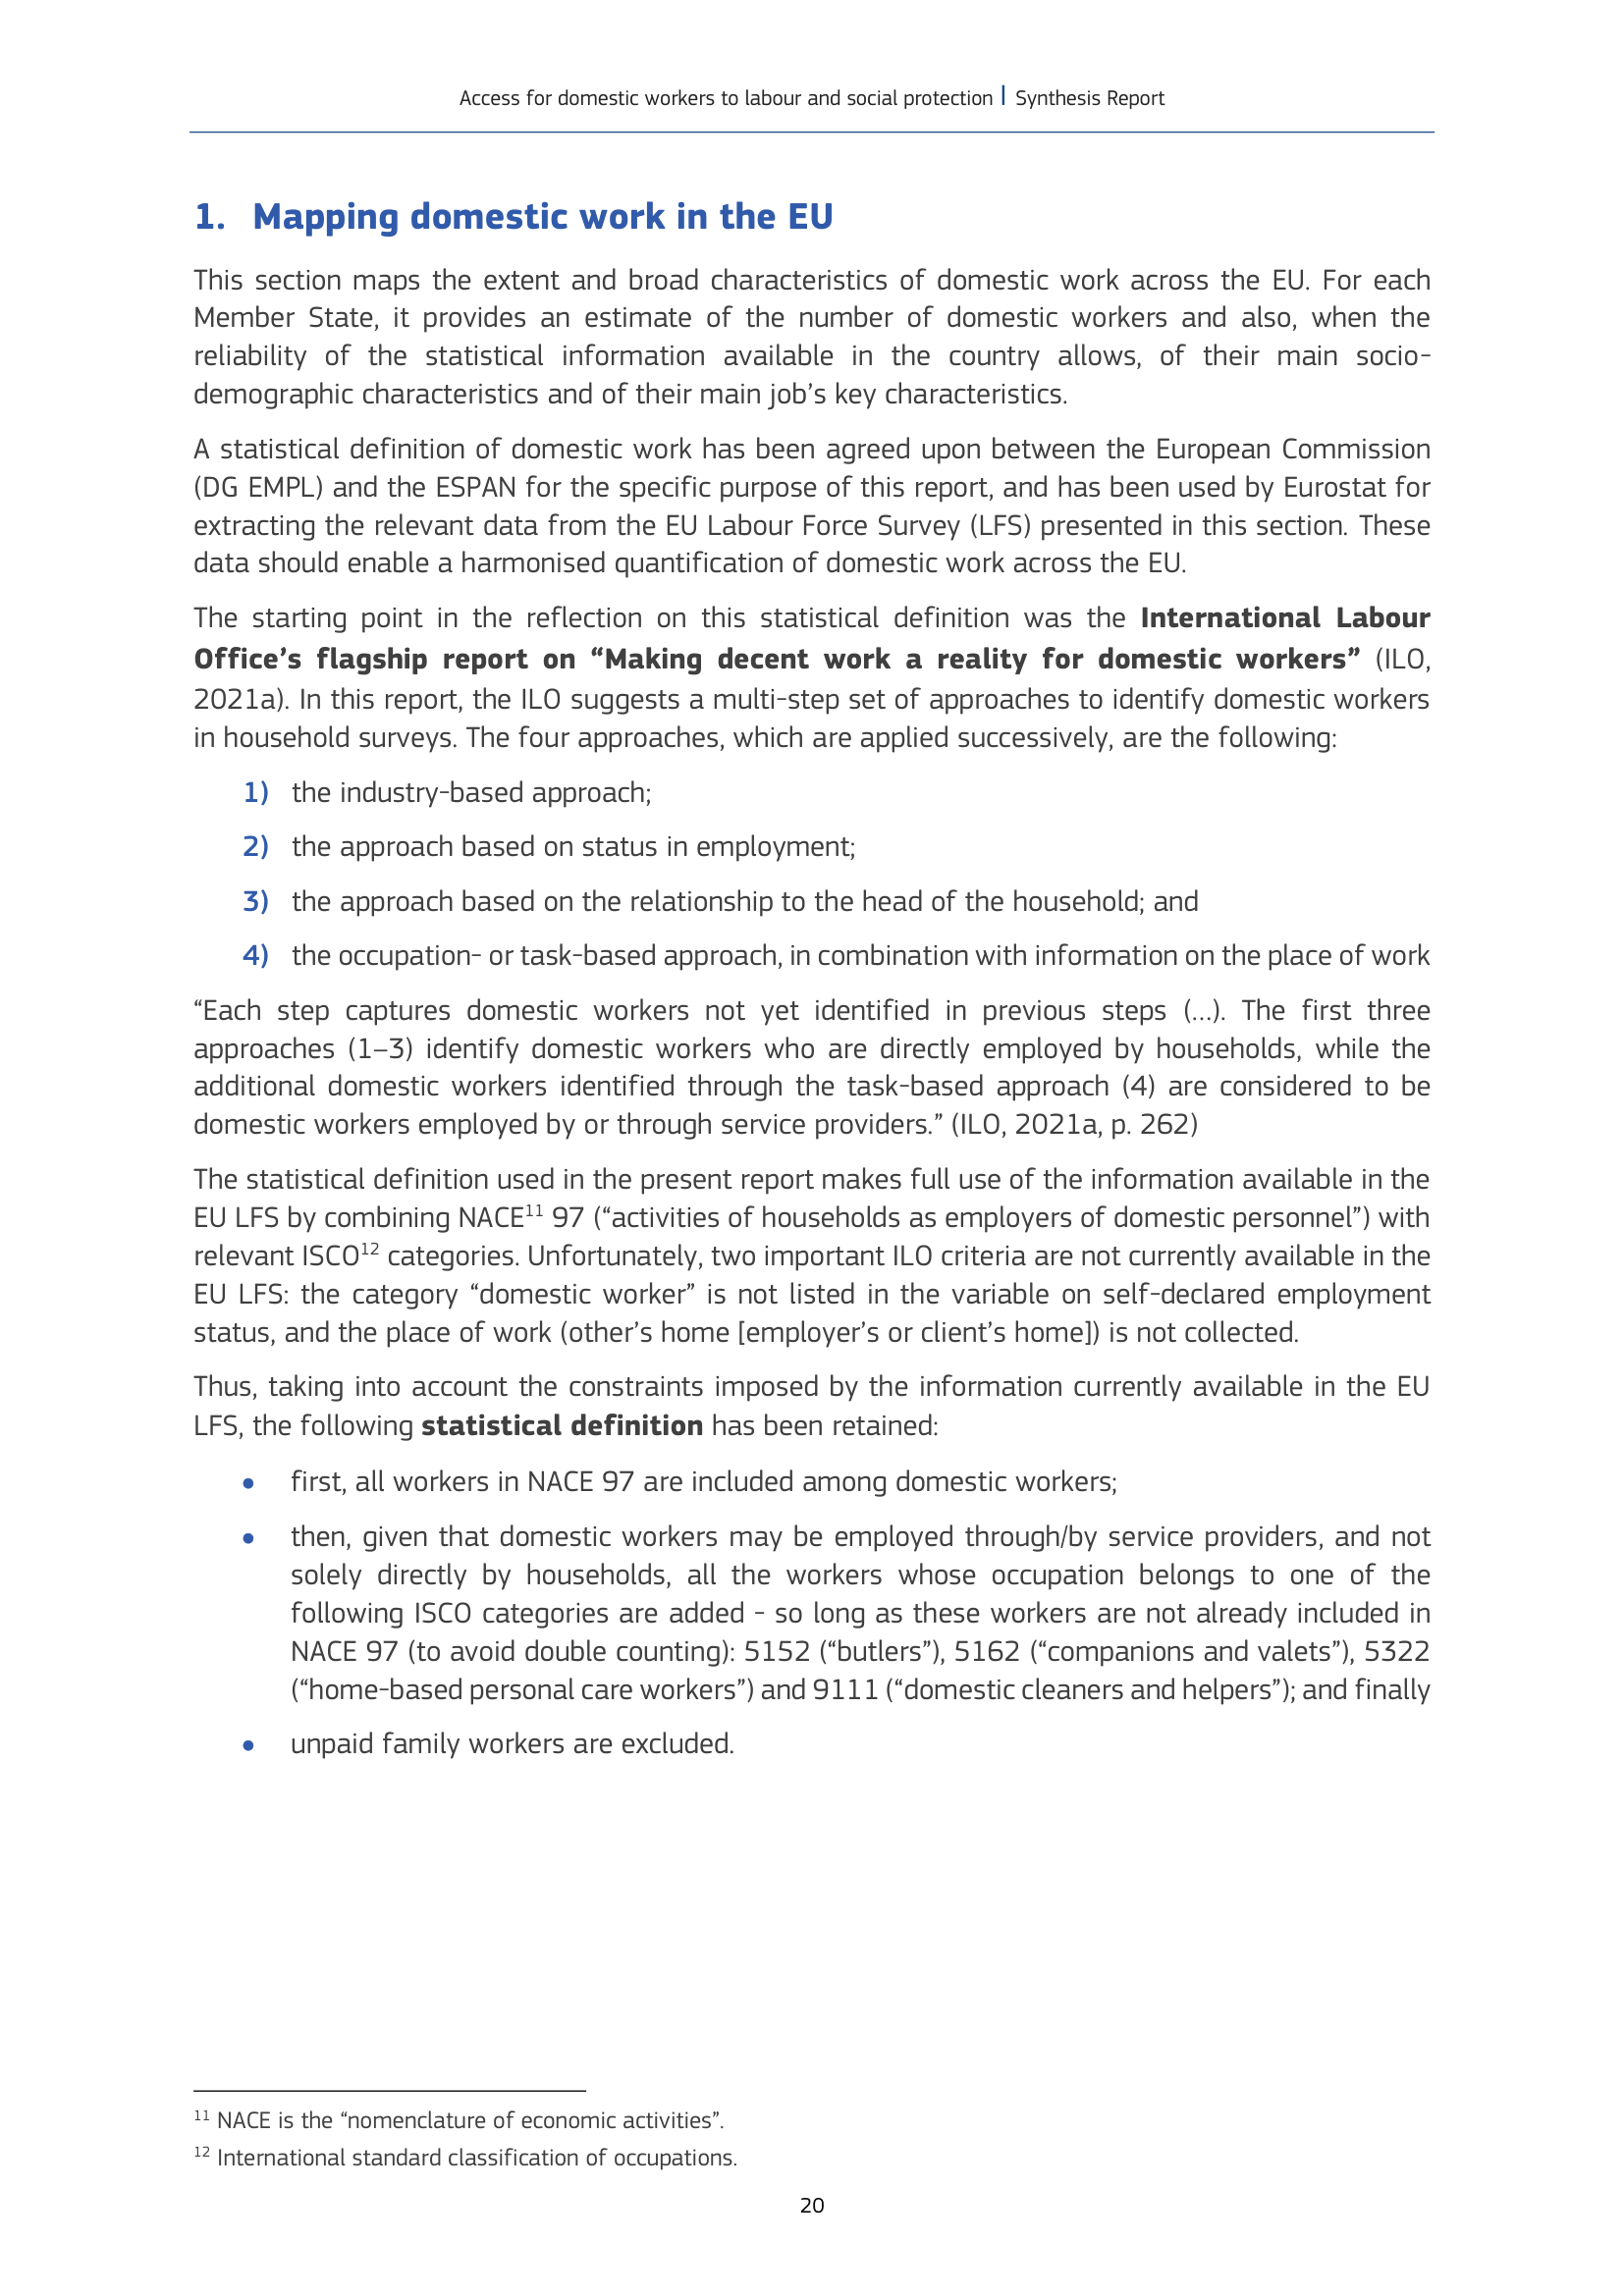 Access for domestic workers to labour and social protection | Synthesis Report
1. Mapping domestic work in the EU
This section maps the extent and broad characteristics of domestic work across the EU. For each
Member State, it provides an estimate of the number of domestic workers and also, when the
reliability of the statistical information available in the country allows, of their main socio-
demographic characteristics and of their main job’s key characteristics.
A statistical definition of domestic work has been agreed upon between the European Commission
(DG EMPL) and the ESPAN for the specific purpose of this report, and has been used by Eurostat for
extracting the relevant data from the EU Labour Force Survey (LFS) presented in this section. These
data should enable a harmonised quantification of domestic work across the EU.
The starting point in the reflection on this statistical definition was the International Labour
Office’s flagship report on “Making decent work a reality for domestic workers” (ILO,
2021a). In this report, the ILO suggests a multi-step set of approaches to identify domestic workers
in household surveys. The four approaches, which are applied successively, are the following:
1) the industry-based approach;
2) the approach based on status in employment;
3) the approach based on the relationship to the head of the household; and
4) the occupation- or task-based approach, in combination with information on the place of work
“Each step captures domestic workers not yet identified in previous steps (…). The first three
approaches (1–3) identify domestic workers who are directly employed by households, while the
additional domestic workers identified through the task-based approach (4) are considered to be
domestic workers employed by or through service providers.” (ILO, 2021a, p. 262)
The statistical definition used in the present report makes full use of the information available in the
EU LFS by combining NACE¹¹ 97 (“activities of households as employers of domestic personnel”) with
relevant ISCO¹² categories. Unfortunately, two important ILO criteria are not currently available in the
EU LFS: the category “domestic worker” is not listed in the variable on self-declared employment
status, and the place of work (other’s home [employer’s or client’s home]) is not collected.
Thus, taking into account the constraints imposed by the information currently available in the EU
LFS, the following statistical definition has been retained:
• first, all workers in NACE 97 are included among domestic workers;
• then, given that domestic workers may be employed through/by service providers, and not
solely directly by households, all the workers whose occupation belongs to one of the
following ISCO categories are added - so long as these workers are not already included in
NACE 97 (to avoid double counting): 5152 (“butlers”), 5162 (“companions and valets”), 5322
(“home-based personal care workers”) and 9111 (“domestic cleaners and helpers”); and finally
• unpaid family workers are excluded.
¹¹ NACE is the “nomenclature of economic activities”.
¹² International standard classification of occupations.
20